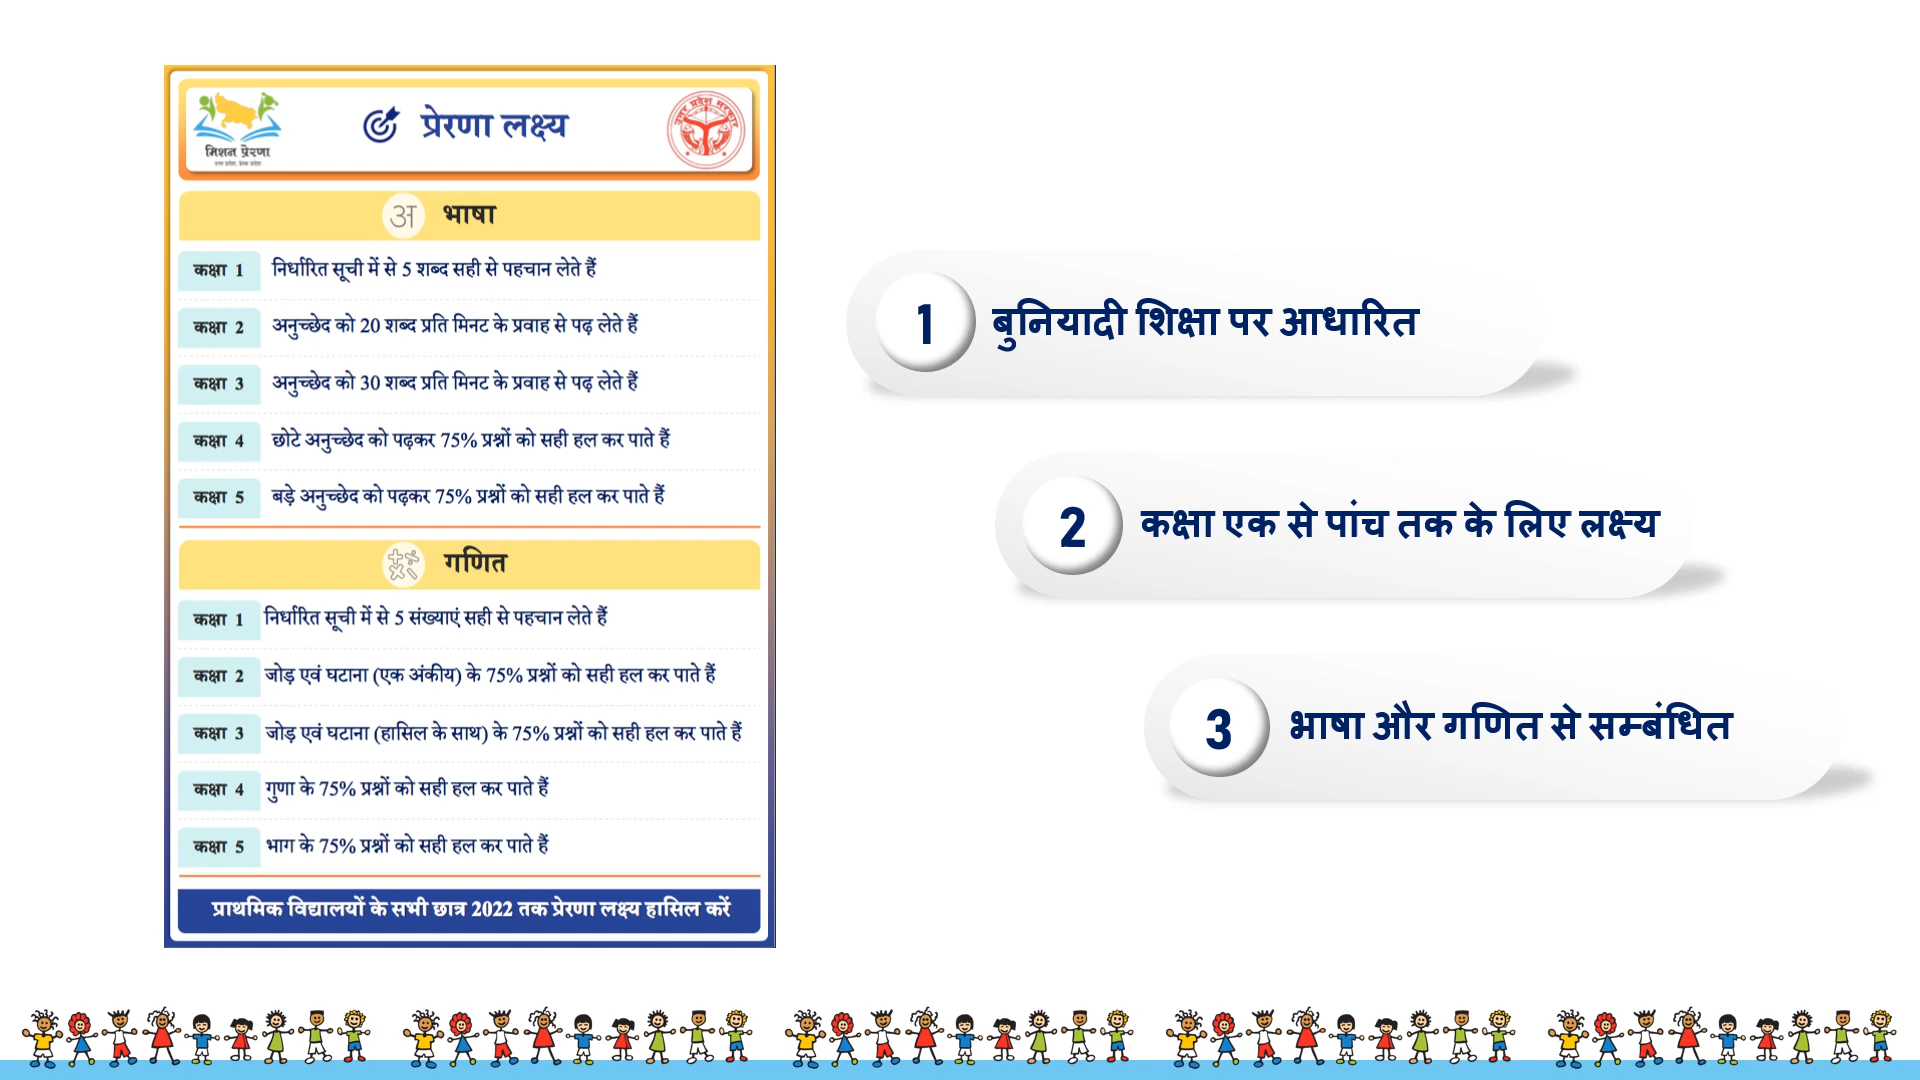 मिशन प्रेरणा
प्रेरणा लक्ष्य
उत्तर प्रदेश सरकार
अ भाषा
कक्षा 1 निर्धारित सूची में से 5 शब्द सही से पहचान लेते हैं
कक्षा 2 अनुच्छेद को 20 शब्द प्रति मिनट के प्रवाह से पढ़ लेते हैं
कक्षा 3 अनुच्छेद को 30 शब्द प्रति मिनट के प्रवाह से पढ़ लेते हैं
कक्षा 4 छोटे अनुच्छेद को पढ़कर 75% प्रश्नों को सही हल कर पाते हैं
कक्षा 5 बड़े अनुच्छेद को पढ़कर 75% प्रश्नों को सही हल कर पाते हैं
गणित
कक्षा 1 निर्धारित सूची में से 5 संख्याएं सही से पहचान लेते हैं
कक्षा 2 जोड़ एवं घटाना (एक अंकीय) के 75% प्रश्नों को सही हल कर पाते हैं
कक्षा 3 जोड़ एवं घटाना (हासिल के साथ) के 75% प्रश्नों को सही हल कर पाते हैं
कक्षा 4 गुणा के 75% प्रश्नों को सही हल कर पाते हैं
कक्षा 5 भाग के 75% प्रश्नों को सही हल कर पाते हैं
प्राथमिक विद्यालयों के सभी छात्र 2022 तक प्रेरणा लक्ष्य हासिल करें
1 बुनियादी शिक्षा पर आधारित
2 कक्षा एक से पांच तक के लिए लक्ष्य
3 भाषा और गणित से सम्बंधित